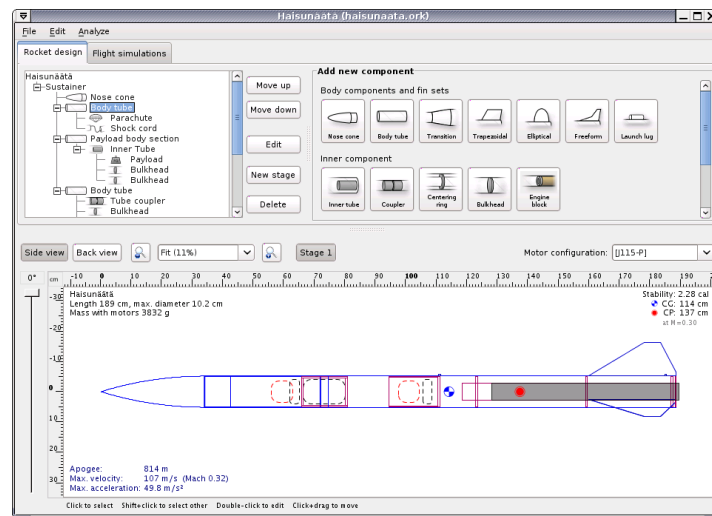 Haisunäätä (haisunaata.ork)
File Edit Analyze
Rocket design Flight simulations
Haisunäätä
Sustainer
Nose cone
Body tube
Parachute
Shock cord
Payload body section
Inner Tube
Payload
Bulkhead
Bulkhead
Body tube
Tube coupler
Bulkhead
Move up
Move down
Edit
New stage
Delete
Add new component
Body components and fin sets
Nose cone Body tube Transition Trapezoidal Elliptical Freeform Launch lug
Inner component
Inner tube Coupler Centering ring Bulkhead Engine block
Side view Back view Fit (11%) Stage 1 Motor configuration: [J115-P]
0° cm -10 0 10 20 30 40 50 60 70 80 90 100 110 120 130 140 150 160 170 180 190
-30
-20
-10
0
10
20
30
Haisunäätä
Length 189 cm, max. diameter 10.2 cm
Mass with motors 3832 g
Stability: 2.28 cal
CG: 114 cm
CP: 137 cm
at M=0.30
Apogee: 814 m
Max. velocity: 107 m/s (Mach 0.32)
Max. acceleration: 49.8 m/s²
Click to select Shift+click to select other Double-click to edit Click+drag to move